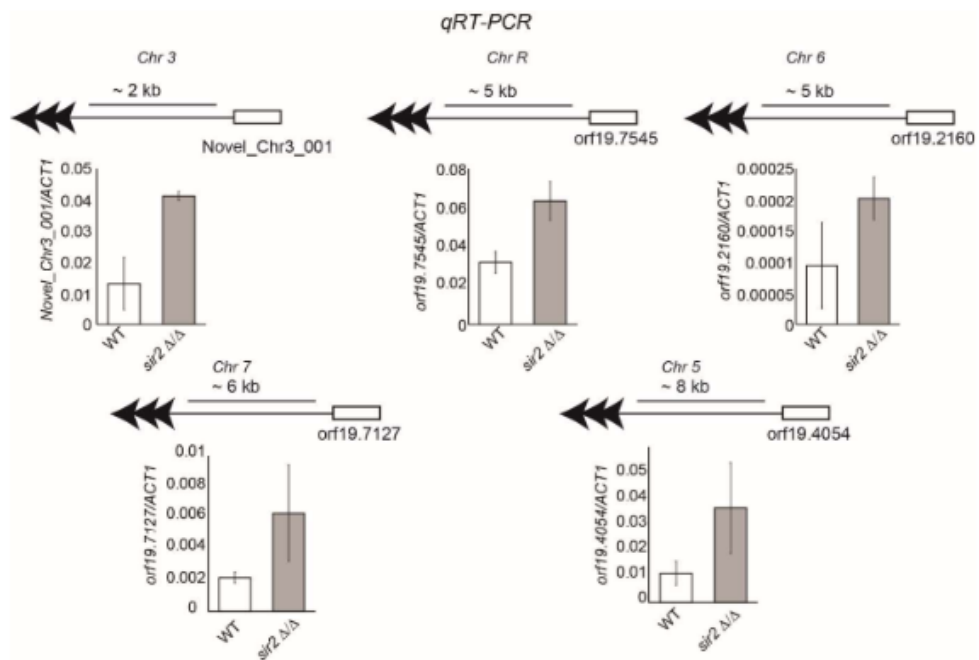 qRT-PCR
Chr 3
~ 2 kb
Novel_Chr3_001
Novel_Chr3_001/ACT1
0.05
0.04
0.03
0.02
0.01
0
WT
sir2 Δ/Δ
Chr R
~ 5 kb
orf19.7545
orf19.7545/ACT1
0.08
0.06
0.04
0.02
0
WT
sir2 Δ/Δ
Chr 6
~ 5 kb
orf19.2160
orf19.2160/ACT1
0.00025
0.0002
0.00015
0.0001
0.00005
0
WT
sir2 Δ/Δ
Chr 7
~ 6 kb
orf19.7127
orf19.7127/ACT1
0.01
0.008
0.006
0.004
0.002
0
WT
sir2 Δ/Δ
Chr 5
~ 8 kb
orf19.4054
orf19.4054/ACT1
0.05
0.04
0.03
0.02
0.01
0
WT
sir2 Δ/Δ